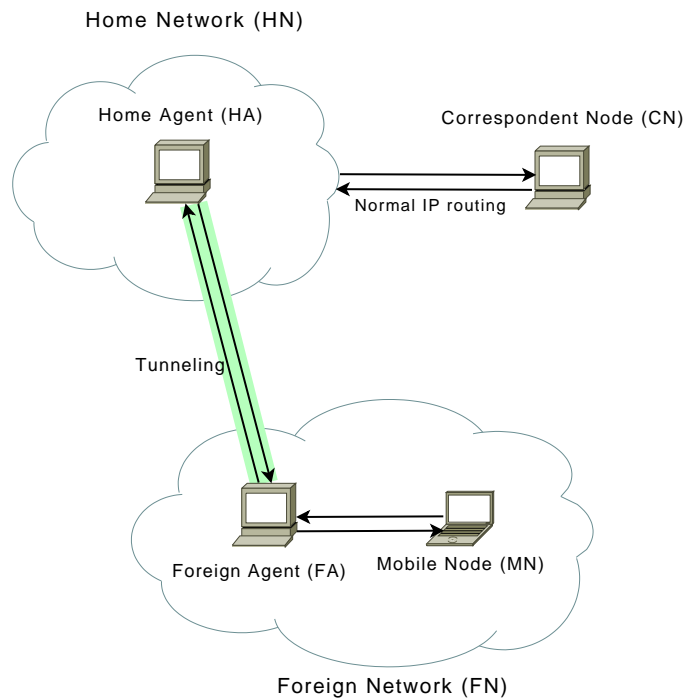 Home Network (HN)
Home Agent (HA)
Correspondent Node (CN)
Normal IP routing
Tunneling
Foreign Agent (FA)
Mobile Node (MN)
Foreign Network (FN)